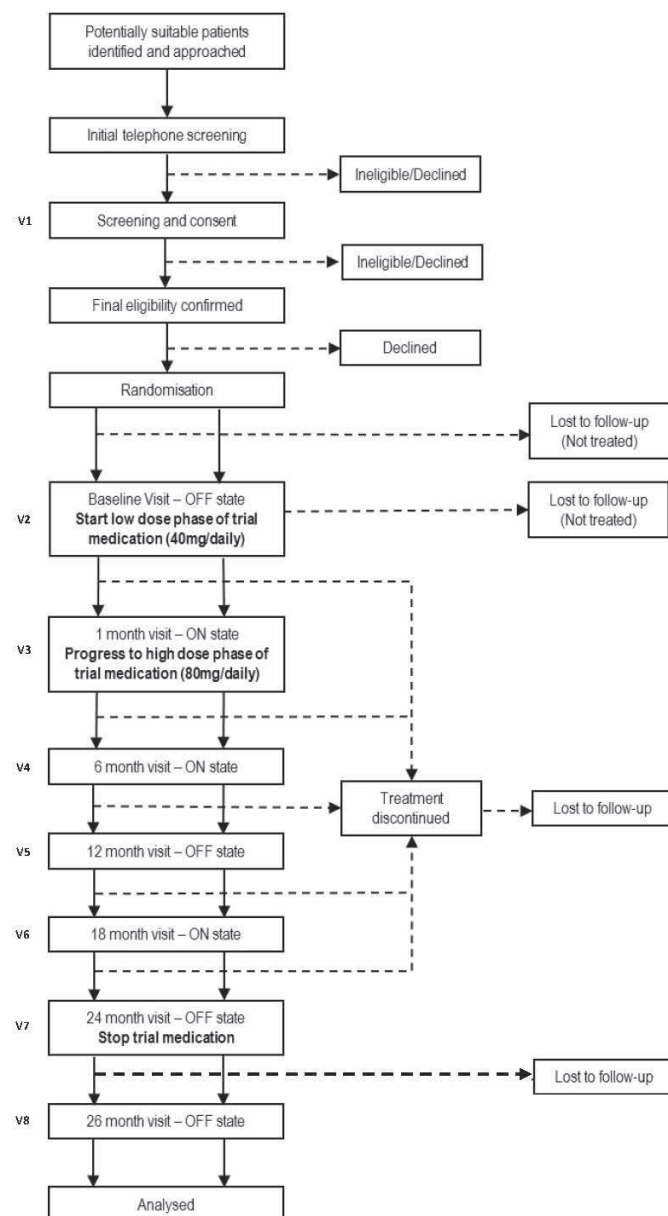 Potentially suitable patients
identified and approached
Initial telephone screening
Ineligible/Declined
V1
Screening and consent
Ineligible/Declined
Final eligibility confirmed
Declined
Randomisation
Lost to follow-up
(Not treated)
V2
Baseline Visit – OFF state
Start low dose phase of trial
medication (40mg/daily)
Lost to follow-up
(Not treated)
V3
1 month visit – ON state
Progress to high dose phase of
trial medication (80mg/daily)
V4
6 month visit – ON state
Treatment
discontinued
Lost to follow-up
V5
12 month visit – OFF state
V6
18 month visit – ON state
V7
24 month visit – OFF state
Stop trial medication
Lost to follow-up
V8
26 month visit – OFF state
Analysed